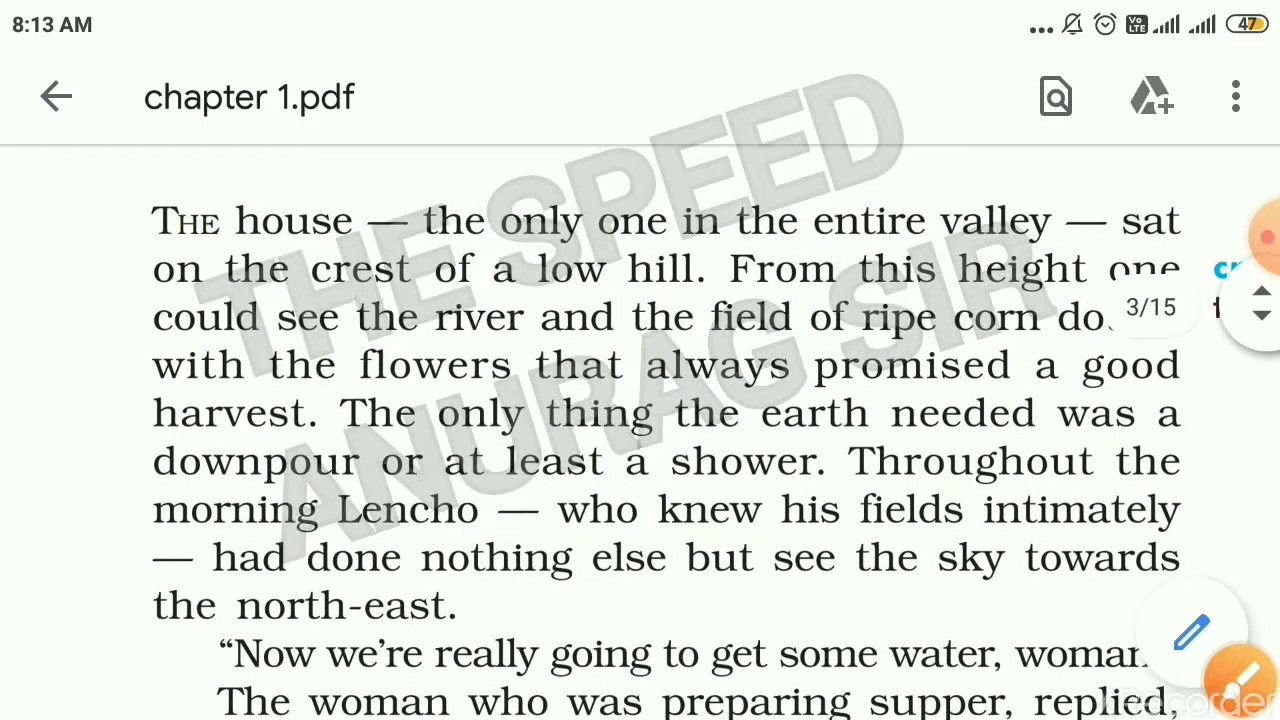 8:13 AM
Vo LTE
47
chapter 1.pdf
THE SPEED
ANURAG SIR
THE house — the only one in the entire valley — sat
on the crest of a low hill. From this height one
could see the river and the field of ripe corn
3/15
with the flowers that always promised a good
harvest. The only thing the earth needed was a
downpour or at least a shower. Throughout the
morning Lencho — who knew his fields intimately
— had done nothing else but see the sky towards
the north-east.
“Now we’re really going to get some water, woman
The woman who was preparing supper, replied,
Recorder